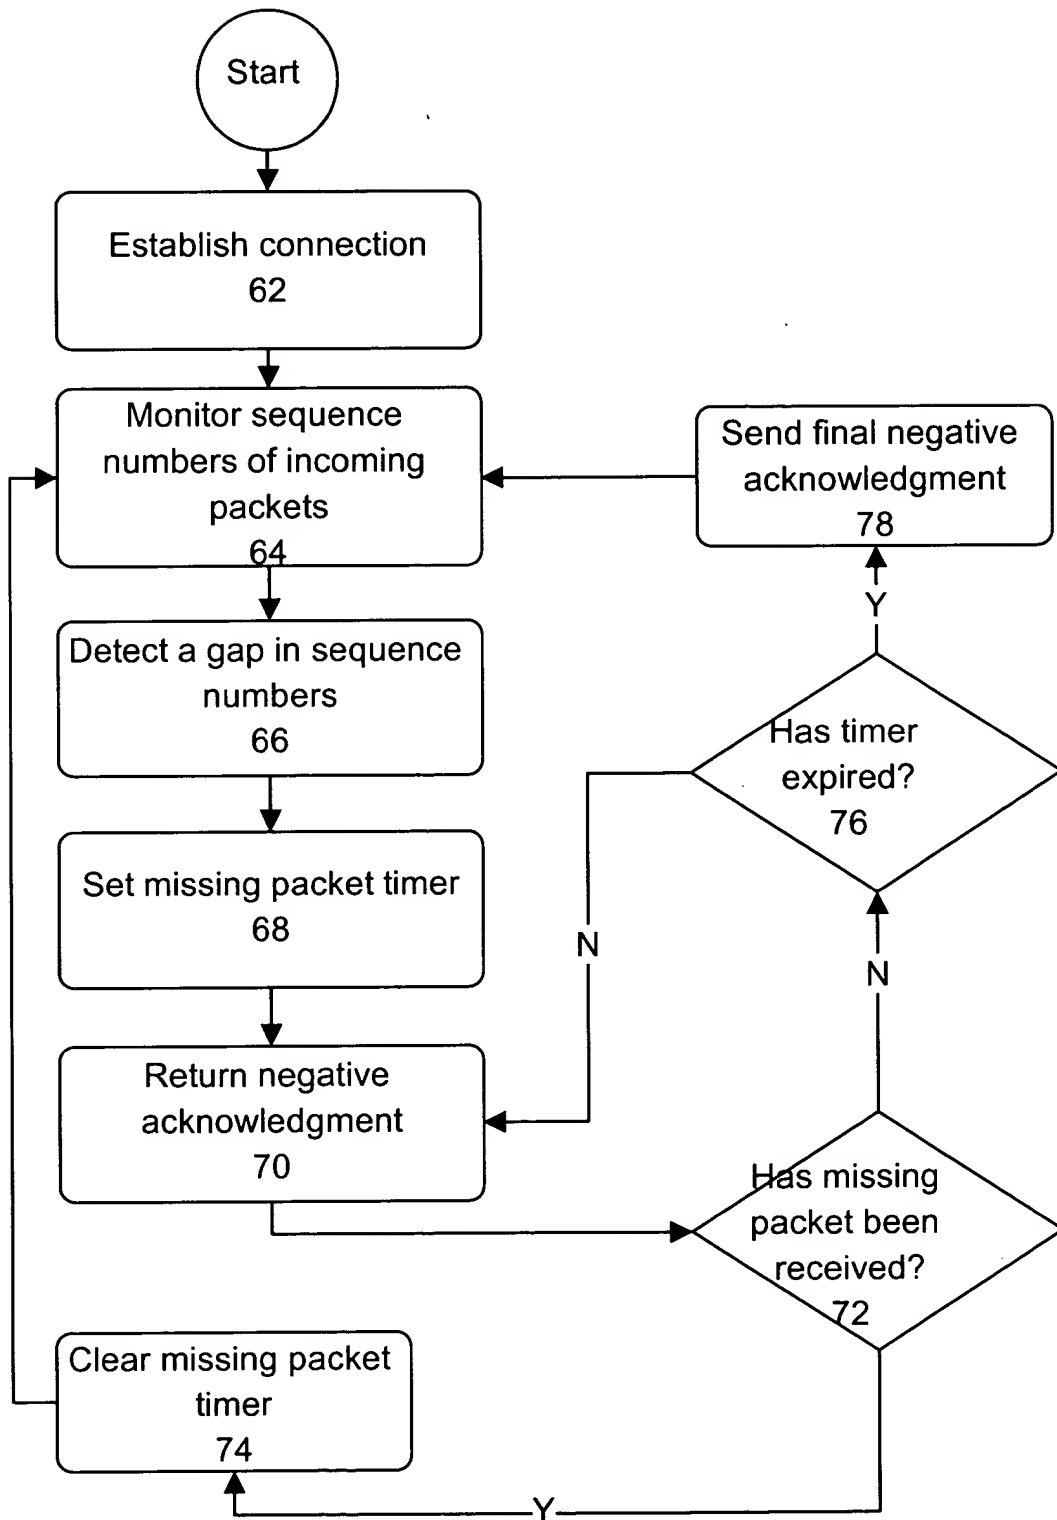 Start
Establish connection
62
Monitor sequence
numbers of incoming
packets
64
Send final negative
acknowledgment
78
Y
Detect a gap in sequence
numbers
66
Has timer
expired?
76
Set missing packet timer
68
N
N
Return negative
acknowledgment
70
Has missing
packet been
received?
72
Clear missing packet
timer
74
Y